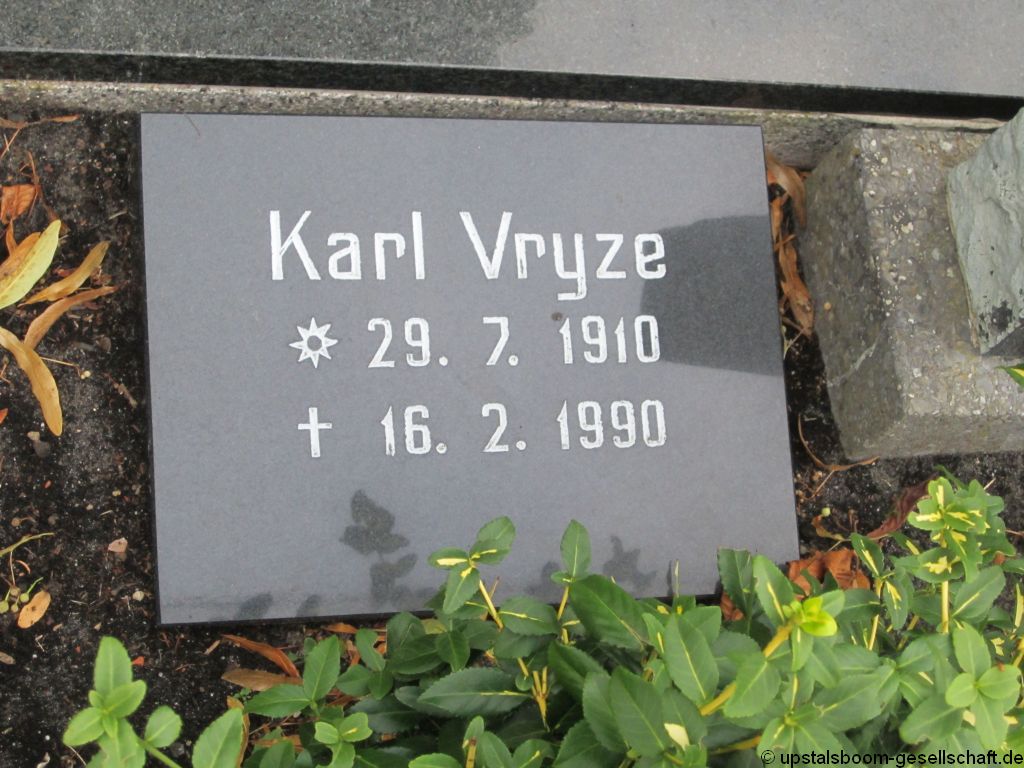 Karl Vryze
29. 7. 1910
† 16. 2. 1990
© upstalsboom-gesellschaft.de